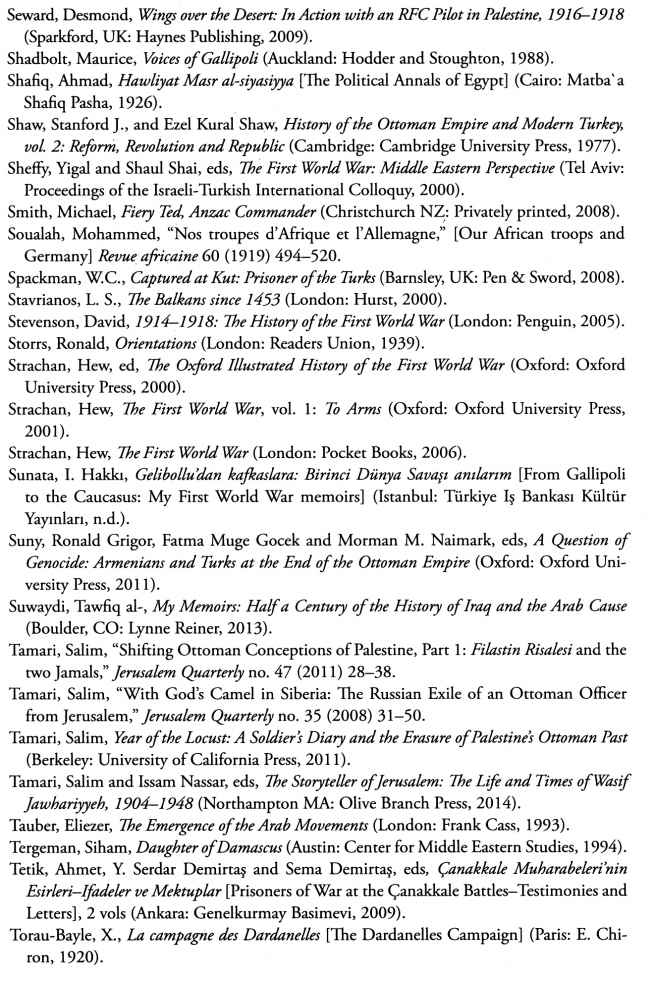 Seward, Desmond, Wings over the Desert: In Action with an RFC Pilot in Palestine, 1916–1918
(Sparkford, UK: Haynes Publishing, 2009).
Shadbolt, Maurice, Voices of Gallipoli (Auckland: Hodder and Stoughton, 1988).
Shafiq, Ahmad, Hawliyat Masr al-siyasiyya [The Political Annals of Egypt] (Cairo: Matba`a
Shafiq Pasha, 1926).
Shaw, Stanford J., and Ezel Kural Shaw, History of the Ottoman Empire and Modern Turkey,
vol. 2: Reform, Revolution and Republic (Cambridge: Cambridge University Press, 1977).
Sheffy, Yigal and Shaul Shai, eds, The First World War: Middle Eastern Perspective (Tel Aviv:
Proceedings of the Israeli-Turkish International Colloquy, 2000).
Smith, Michael, Fiery Ted, Anzac Commander (Christchurch NZ: Privately printed, 2008).
Soualah, Mohammed, “Nos troupes d’Afrique et l’Allemagne,” [Our African troops and
Germany] Revue africaine 60 (1919) 494–520.
Spackman, W.C., Captured at Kut: Prisoner of the Turks (Barnsley, UK: Pen & Sword, 2008).
Stavrianos, L. S., The Balkans since 1453 (London: Hurst, 2000).
Stevenson, David, 1914–1918: The History of the First World War (London: Penguin, 2005).
Storrs, Ronald, Orientations (London: Readers Union, 1939).
Strachan, Hew, ed, The Oxford Illustrated History of the First World War (Oxford: Oxford
University Press, 2000).
Strachan, Hew, The First World War, vol. 1: To Arms (Oxford: Oxford University Press,
2001).
Strachan, Hew, The First World War (London: Pocket Books, 2006).
Sunata, I. Hakkı, Gelibollu’dan kafkaslara: Birinci Dünya Savaşı anılarım [From Gallipoli
to the Caucasus: My First World War memoirs] (Istanbul: Türkiye Iş Bankası Kültür
Yayınları, n.d.).
Suny, Ronald Grigor, Fatma Muge Gocek and Morman M. Naimark, eds, A Question of
Genocide: Armenians and Turks at the End of the Ottoman Empire (Oxford: Oxford Uni-
versity Press, 2011).
Suwaydi, Tawfiq al-, My Memoirs: Half a Century of the History of Iraq and the Arab Cause
(Boulder, CO: Lynne Reiner, 2013).
Tamari, Salim, “Shifting Ottoman Conceptions of Palestine, Part 1: Filastin Risalesi and the
two Jamals,” Jerusalem Quarterly no. 47 (2011) 28–38.
Tamari, Salim, “With God’s Camel in Siberia: The Russian Exile of an Ottoman Officer
from Jerusalem,” Jerusalem Quarterly no. 35 (2008) 31–50.
Tamari, Salim, Year of the Locust: A Soldier’s Diary and the Erasure of Palestine’s Ottoman Past
(Berkeley: University of California Press, 2011).
Tamari, Salim and Issam Nassar, eds, The Storyteller of Jerusalem: The Life and Times of Wasif
Jawhariyyeh, 1904–1948 (Northampton MA: Olive Branch Press, 2014).
Tauber, Eliezer, The Emergence of the Arab Movements (London: Frank Cass, 1993).
Tergeman, Siham, Daughter of Damascus (Austin: Center for Middle Eastern Studies, 1994).
Tetik, Ahmet, Y. Serdar Demirtaş and Sema Demirtaş, eds, Çanakkale Muharabeleri’nin
Esirleri–Ifadeler ve Mektuplar [Prisoners of War at the Çanakkale Battles–Testimonies and
Letters], 2 vols (Ankara: Genelkurmay Basimevi, 2009).
Torau-Bayle, X., La campagne des Dardanelles [The Dardanelles Campaign] (Paris: E. Chi-
ron, 1920).